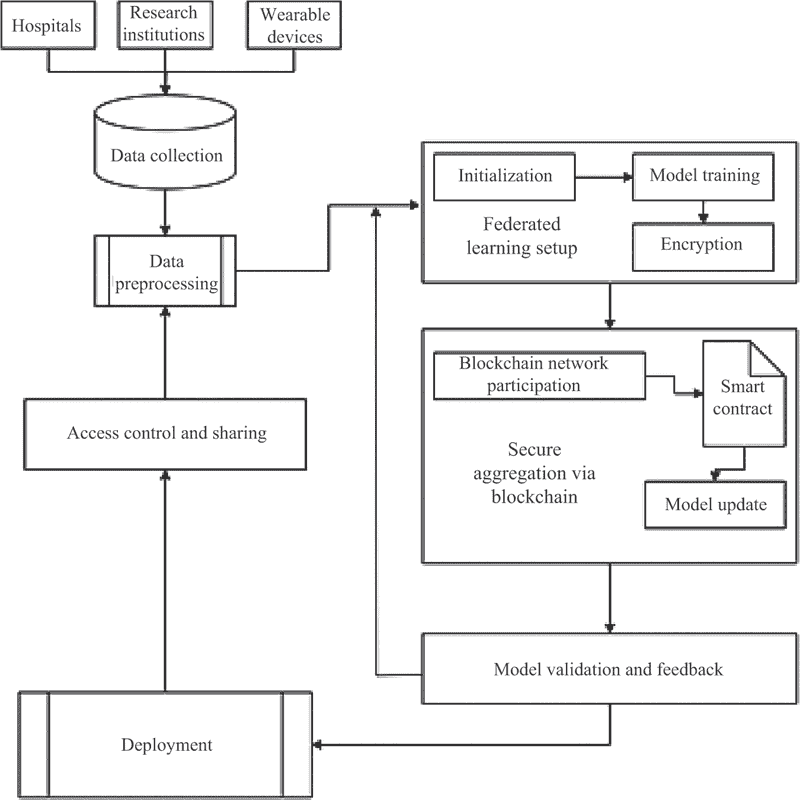 Hospitals
Research
institutions
Wearable
devices
Data collection
Data
preprocessing
Access control and sharing
Deployment
Initialization
Model training
Federated
learning setup
Encryption
Blockchain network
participation
Smart
contract
Secure
aggregation via
blockchain
Model update
Model validation and feedback